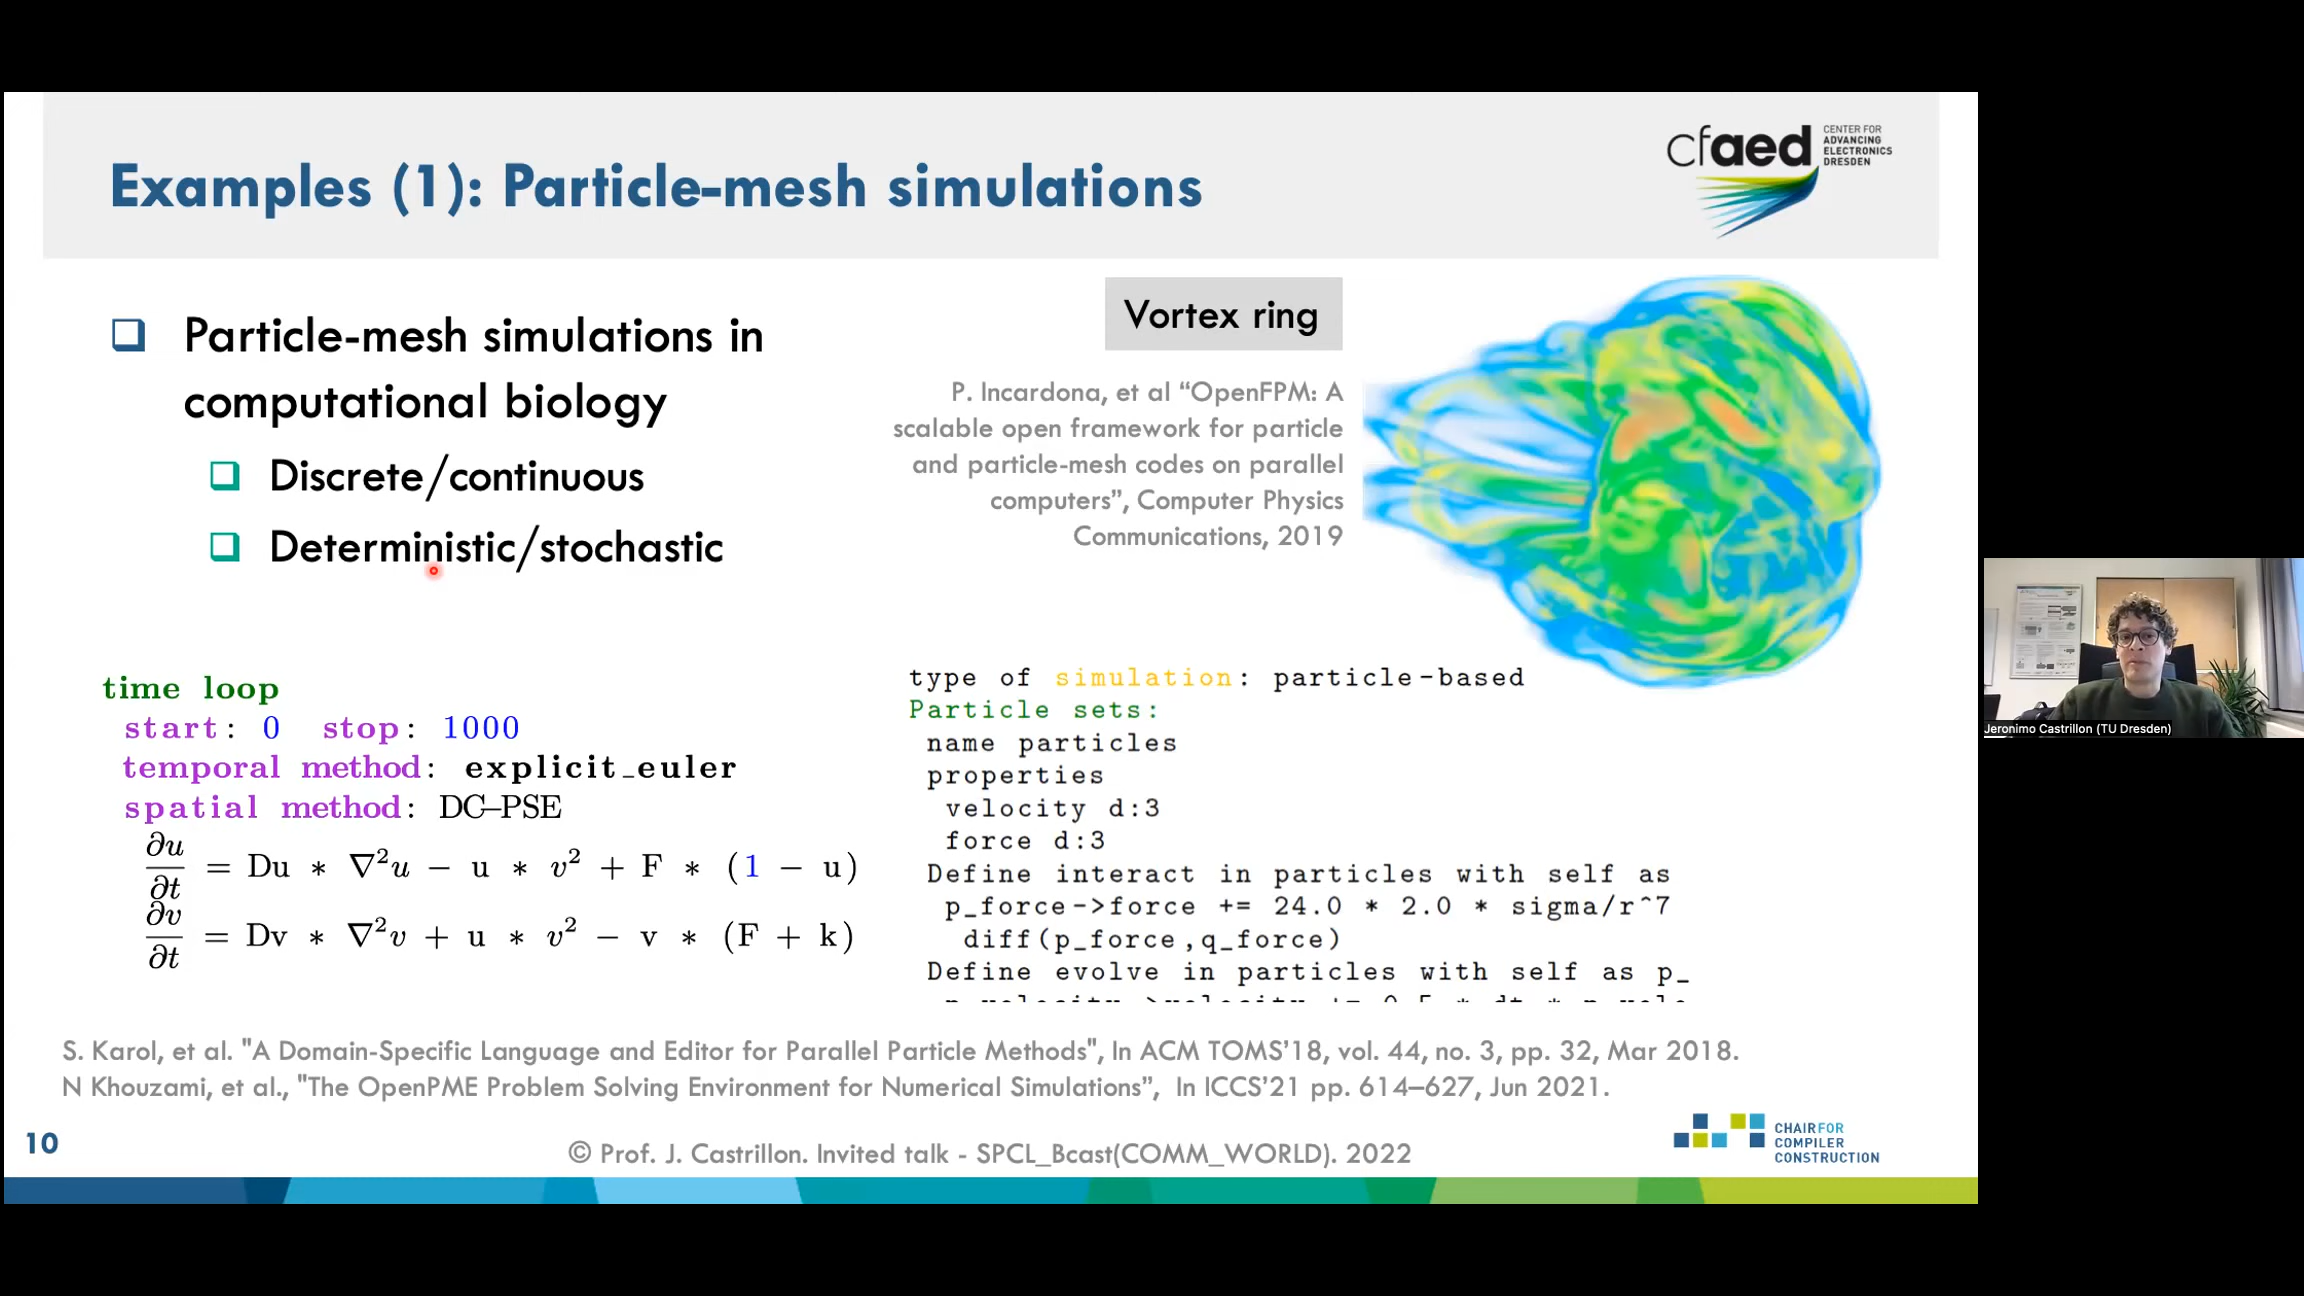 Examples (1): Particle-mesh simulations
cfaed
CENTER FOR
ADVANCING
ELECTRONICS
DRESDEN
Particle-mesh simulations in
computational biology
Discrete/continuous
Deterministic/stochastic
Vortex ring
P. Incardona, et al “OpenFPM: A
scalable open framework for particle
and particle-mesh codes on parallel
computers”, Computer Physics
Communications, 2019
time loop
start: 0 stop: 1000
temporal method: explicit_euler
spatial method: DC-PSE
∂u/∂t = Du * ∇²u − u * v² + F * (1 − u)
∂v/∂t = Dv * ∇²v + u * v² − v * (F + k)
type of simulation: particle-based
Particle sets:
name particles
properties
velocity d:3
force d:3
Define interact in particles with self as
p_force->force += 24.0 * 2.0 * sigma/r^7
diff(p_force,q_force)
Define evolve in particles with self as p_
S. Karol, et al. "A Domain-Specific Language and Editor for Parallel Particle Methods", In ACM TOMS’18, vol. 44, no. 3, pp. 32, Mar 2018.
N Khouzami, et al., "The OpenPME Problem Solving Environment for Numerical Simulations”, In ICCS’21 pp. 614–627, Jun 2021.
10
© Prof. J. Castrillon. Invited talk - SPCL_Bcast(COMM_WORLD). 2022
CHAIR FOR
COMPILER
CONSTRUCTION
Jeronimo Castrillon (TU Dresden)